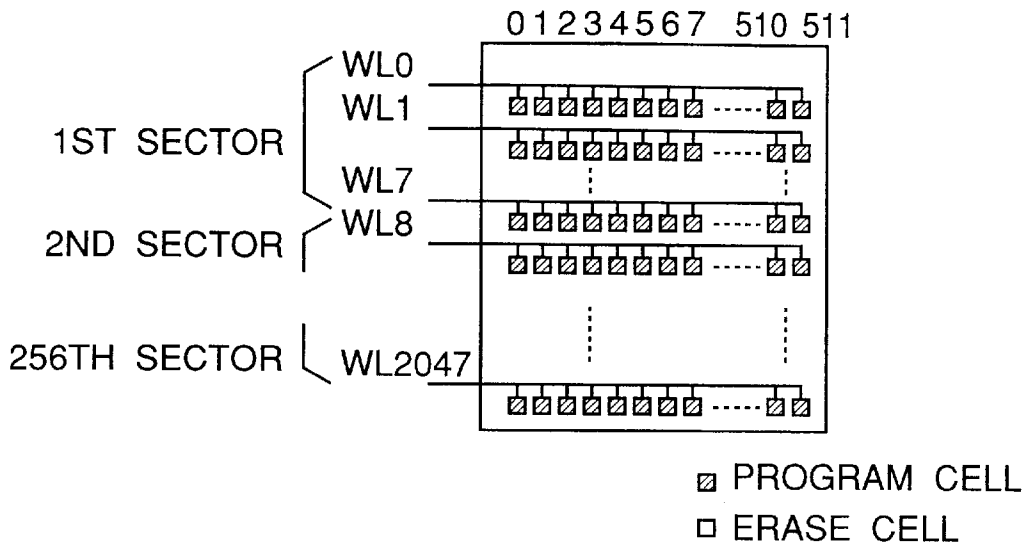 0 1 2 3 4 5 6 7 510 511
WL0
WL1
1ST SECTOR
WL7
WL8
2ND SECTOR
256TH SECTOR
WL2047
PROGRAM CELL
ERASE CELL